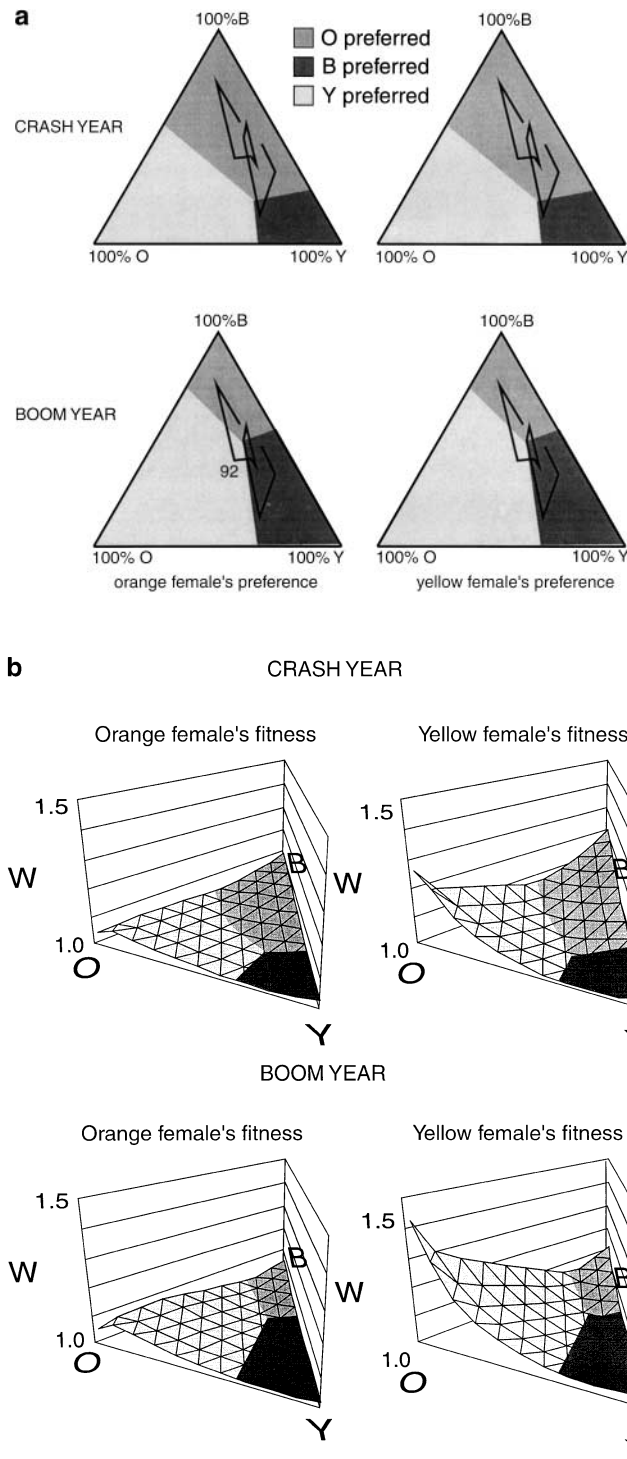 a
100%B
O preferred
B preferred
Y preferred
CRASH YEAR
100% O
100% Y
100% O
100% Y
100%B
100%B
BOOM YEAR
92
100% O
100% Y
100% O
100% Y
orange female's preference
yellow female's preference
b
CRASH YEAR
Orange female's fitness
Yellow female's fitness
1.5
1.5
W
B
W
B
1.0
1.0
O
O
Y
BOOM YEAR
Orange female's fitness
Yellow female's fitness
1.5
1.5
W
B
W
B
1.0
1.0
O
O
Y